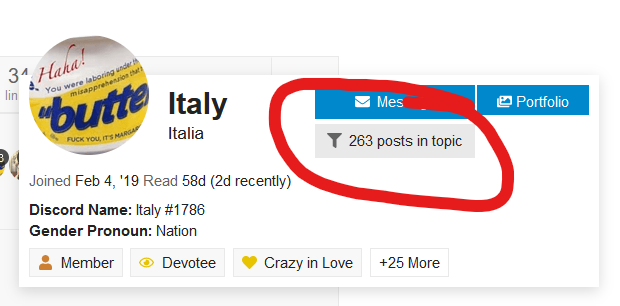 34
lin
Haha!
You were laboring under th
misapprehension that
"butte
FUCK YOU, IT'S MARGAR
Italy
Italia
Portfolio
263 posts in topic
Joined Feb 4, '19 Read 58d (2d recently)
Discord Name: Italy #1786
Gender Pronoun: Nation
Member
Devotee
Crazy in Love
+25 More
3